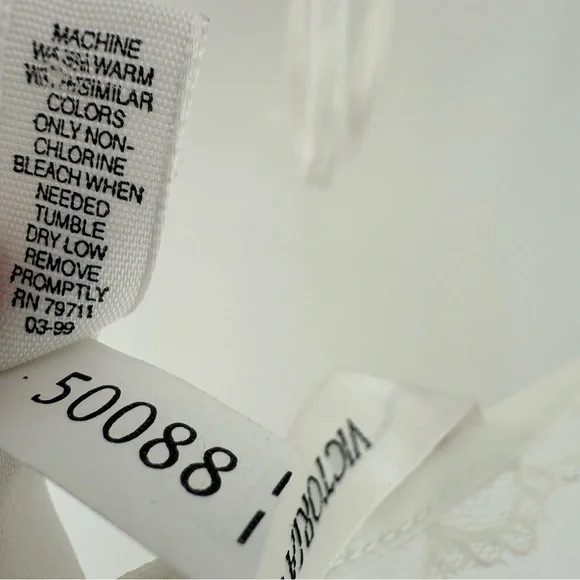 MACHINE
WASH WARM
WITH SIMILAR
COLORS
ONLY NON-
CHLORINE
BLEACH WHEN
NEEDED
TUMBLE
DRY LOW
REMOVE
PROMPTLY
RN 79711
03-99
50088
VICTORIA